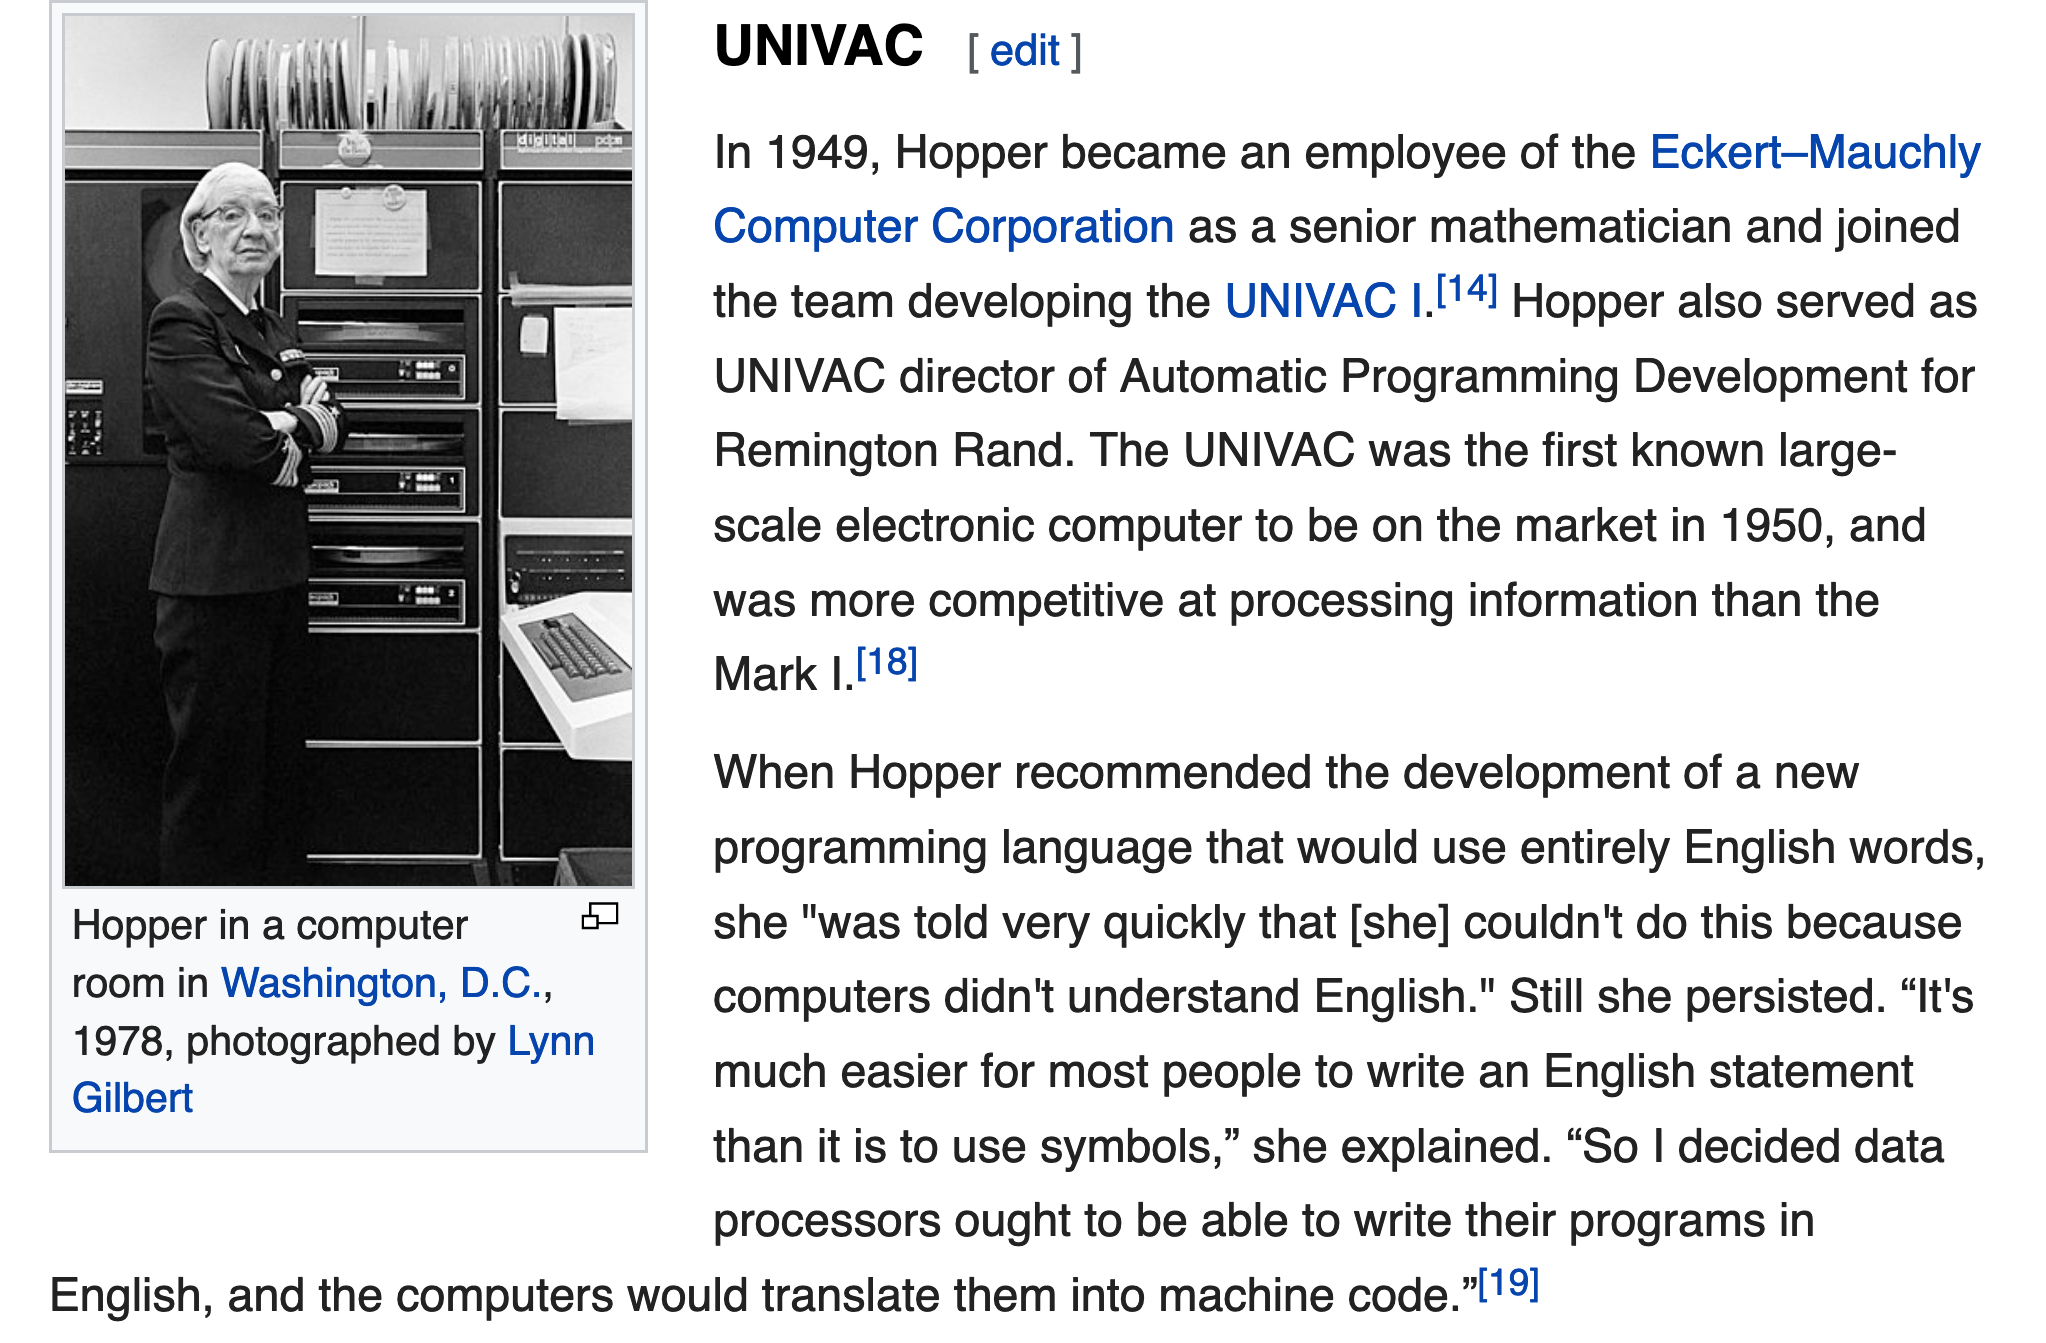 digital pdp
Hopper in a computer
room in Washington, D.C.,
1978, photographed by Lynn
Gilbert
UNIVAC [ edit ]
In 1949, Hopper became an employee of the Eckert–Mauchly
Computer Corporation as a senior mathematician and joined
the team developing the UNIVAC I.[14] Hopper also served as
UNIVAC director of Automatic Programming Development for
Remington Rand. The UNIVAC was the first known large-
scale electronic computer to be on the market in 1950, and
was more competitive at processing information than the
Mark I.[18]
When Hopper recommended the development of a new
programming language that would use entirely English words,
she "was told very quickly that [she] couldn't do this because
computers didn't understand English." Still she persisted. “It's
much easier for most people to write an English statement
than it is to use symbols,” she explained. “So I decided data
processors ought to be able to write their programs in
English, and the computers would translate them into machine code.”[19]